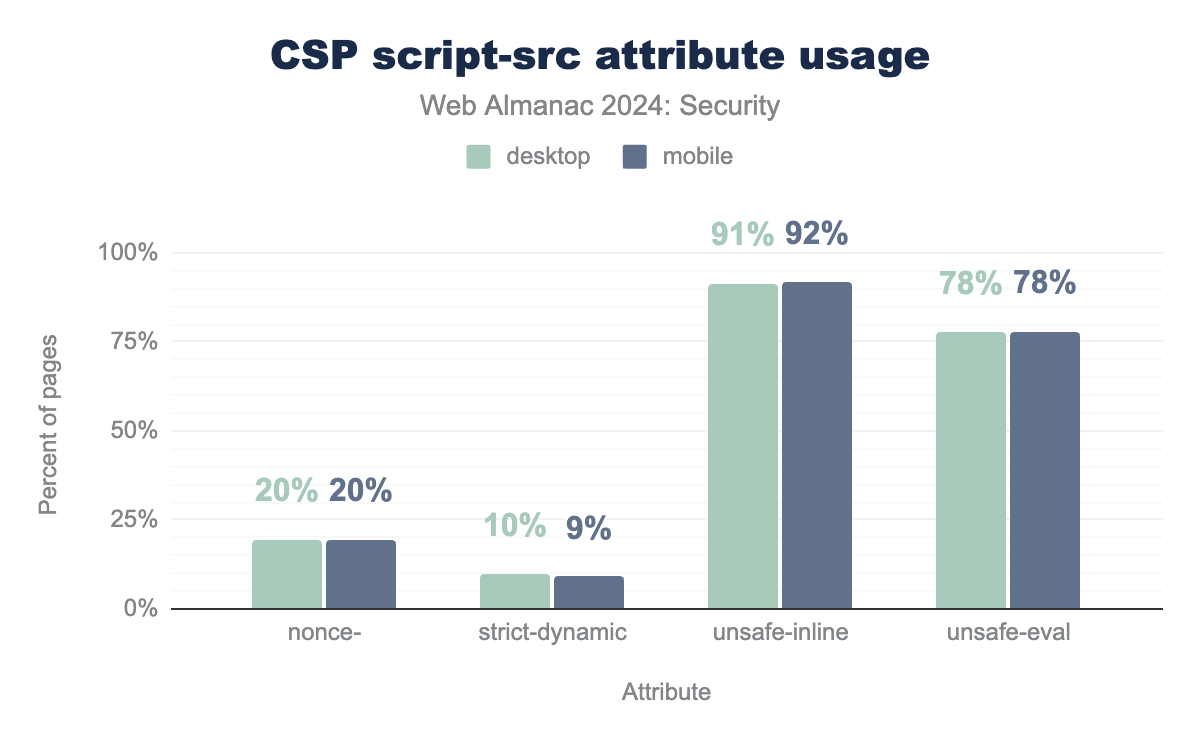 CSP script-src attribute usage
Web Almanac 2024: Security
desktop mobile
91% 92%
100%
78% 78%
75%
Percent of pages
50%
20% 20%
25%
10% 9%
0%
nonce- strict-dynamic unsafe-inline unsafe-eval
Attribute